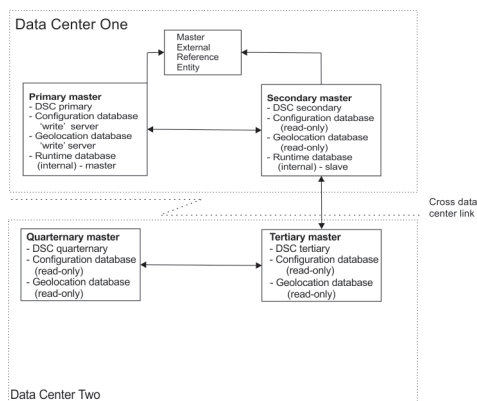 Data Center One
Master
External
Reference
Entity
Primary master
- DSC primary
- Configuration database
'write' server
- Geolocation database
'write' server
- Runtime database
(internal) - master
Secondary master
- DSC secondary
- Configuration database
(read-only)
- Geolocation database
(read-only)
- Runtime database
(internal) - slave
Cross data
center link
Quarternary master
- DSC quarternary
- Configuration database
(read-only)
- Geolocation database
(read-only)
Tertiary master
- DSC tertiary
- Configuration database
(read-only)
- Geolocation database
(read-only)
Data Center Two